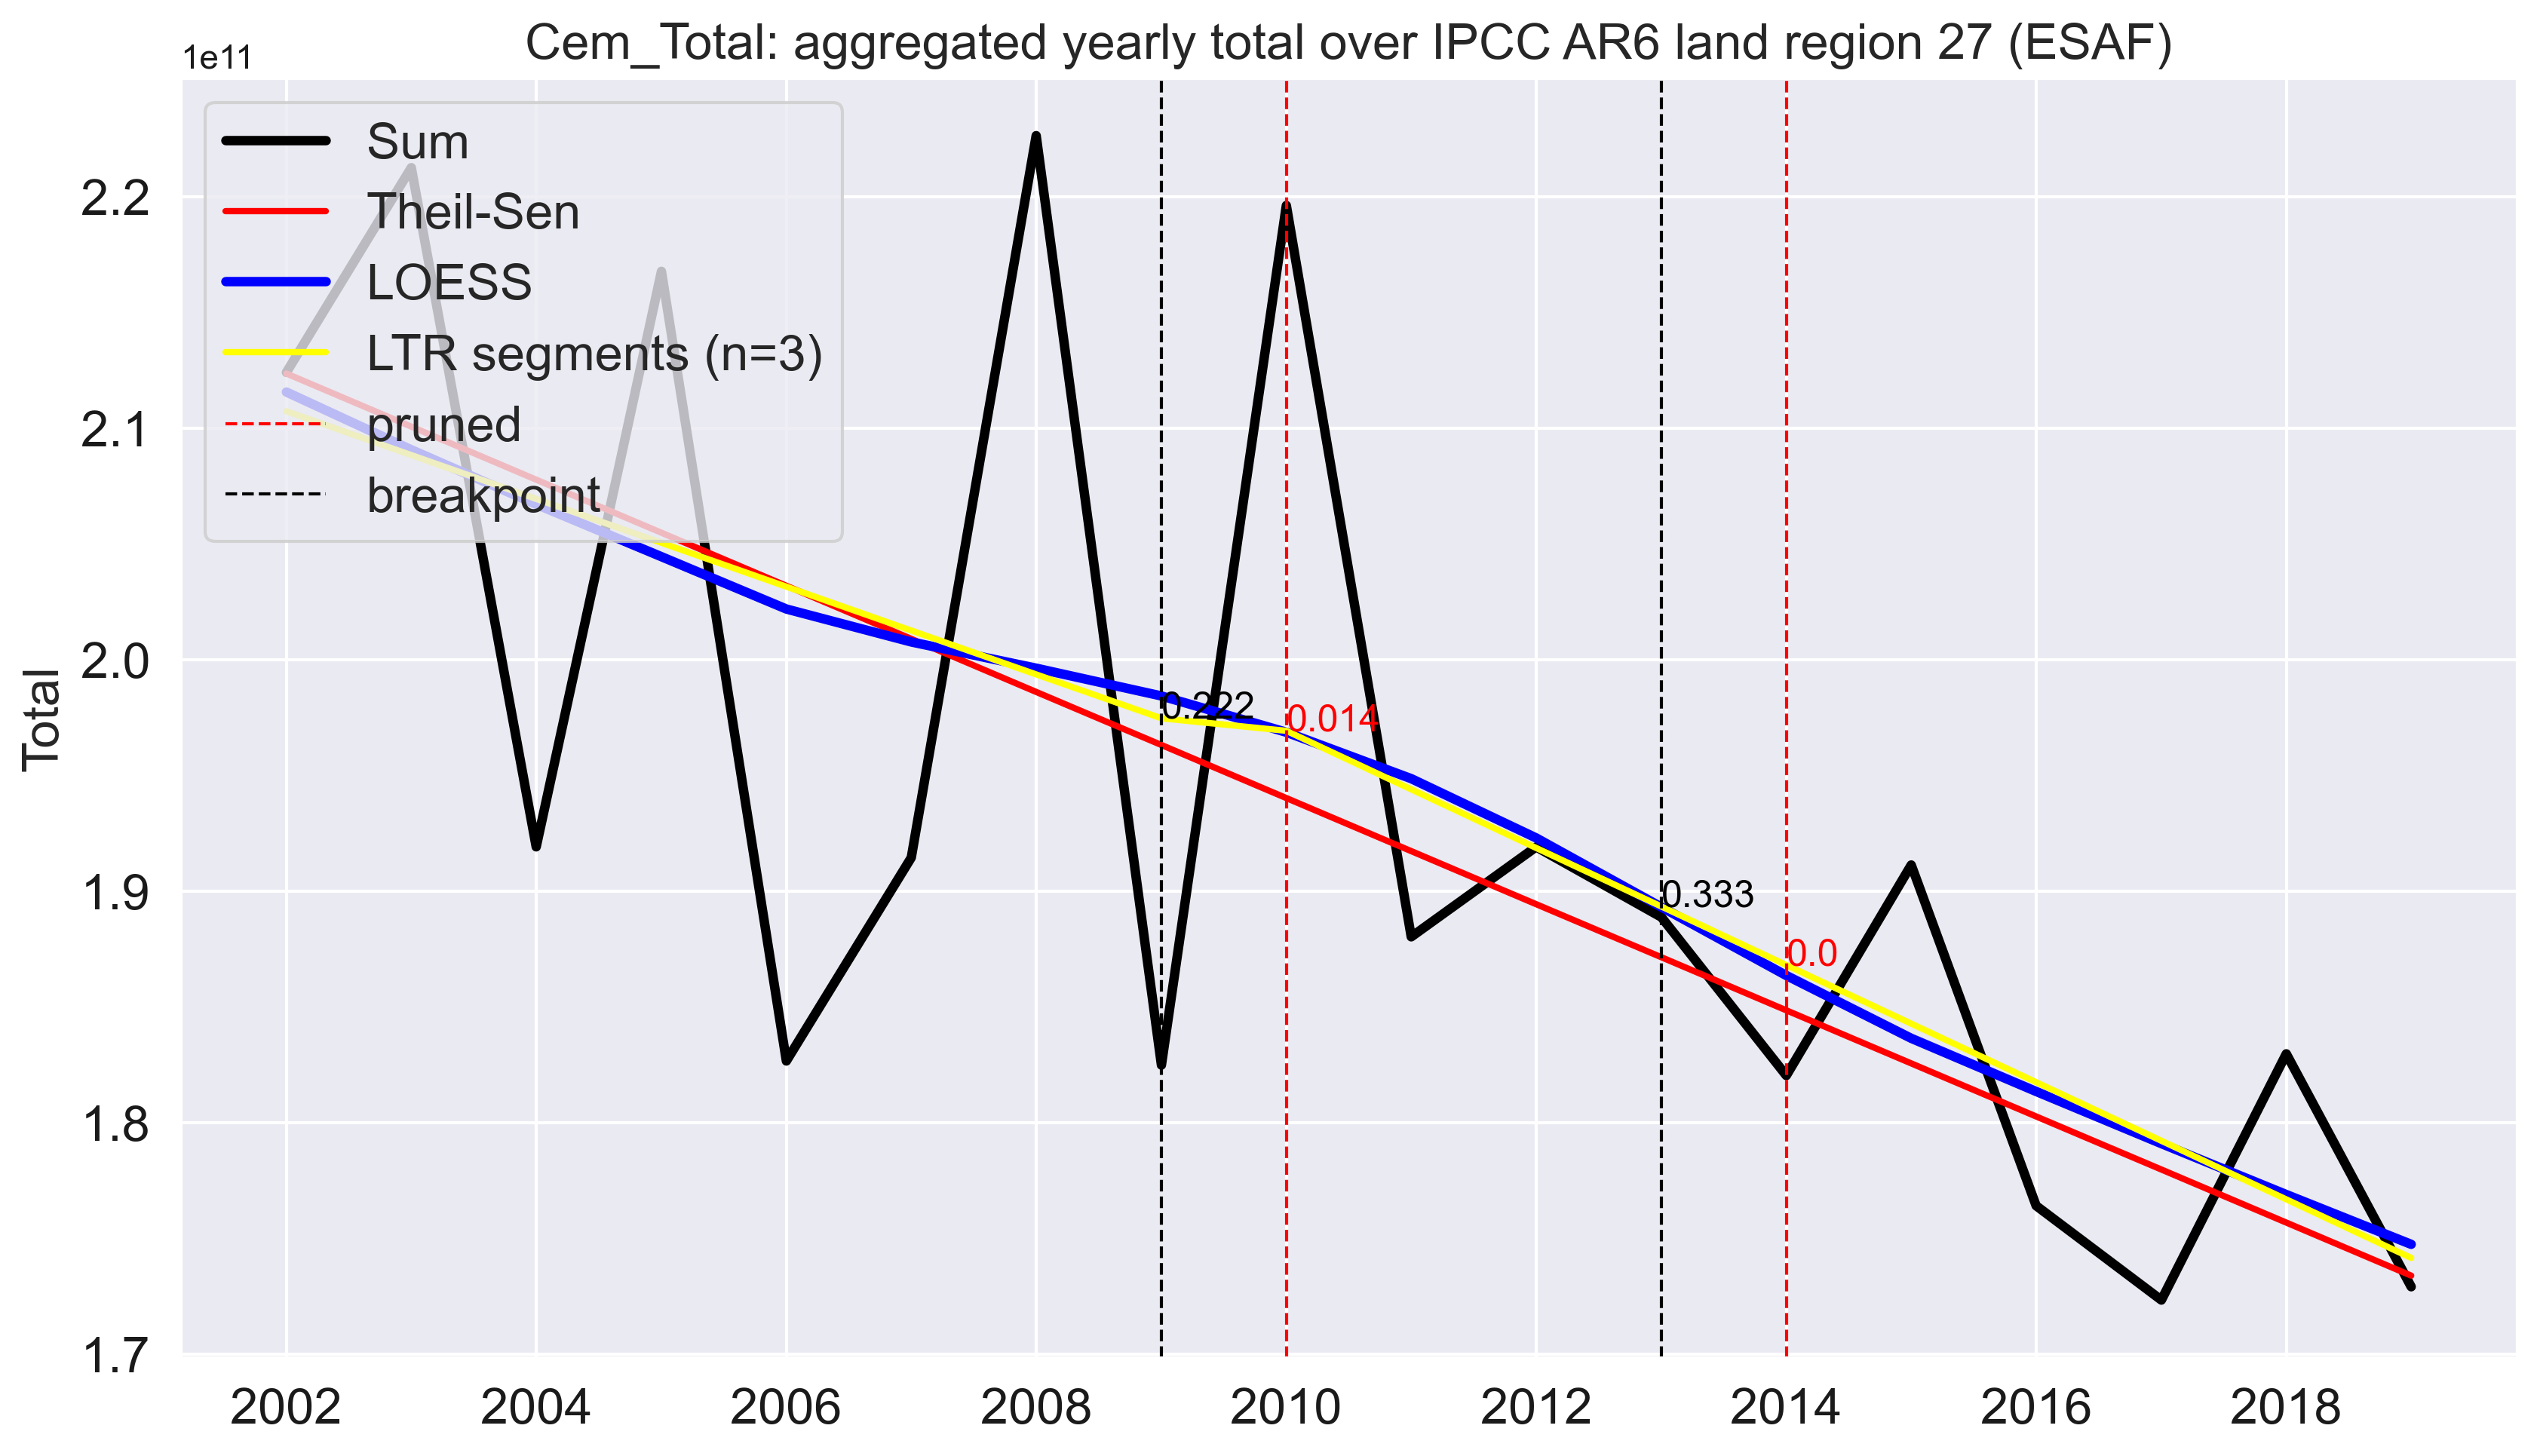 Cem_Total: aggregated yearly total over IPCC AR6 land region 27 (ESAF)
1e11
Sum
Theil-Sen
LOESS
LTR segments (n=3)
pruned
breakpoint
2.2
2.1
2.0
1.9
1.8
1.7
Total
0.222
0.014
0.333
0.0
2002 2004 2006 2008 2010 2012 2014 2016 2018